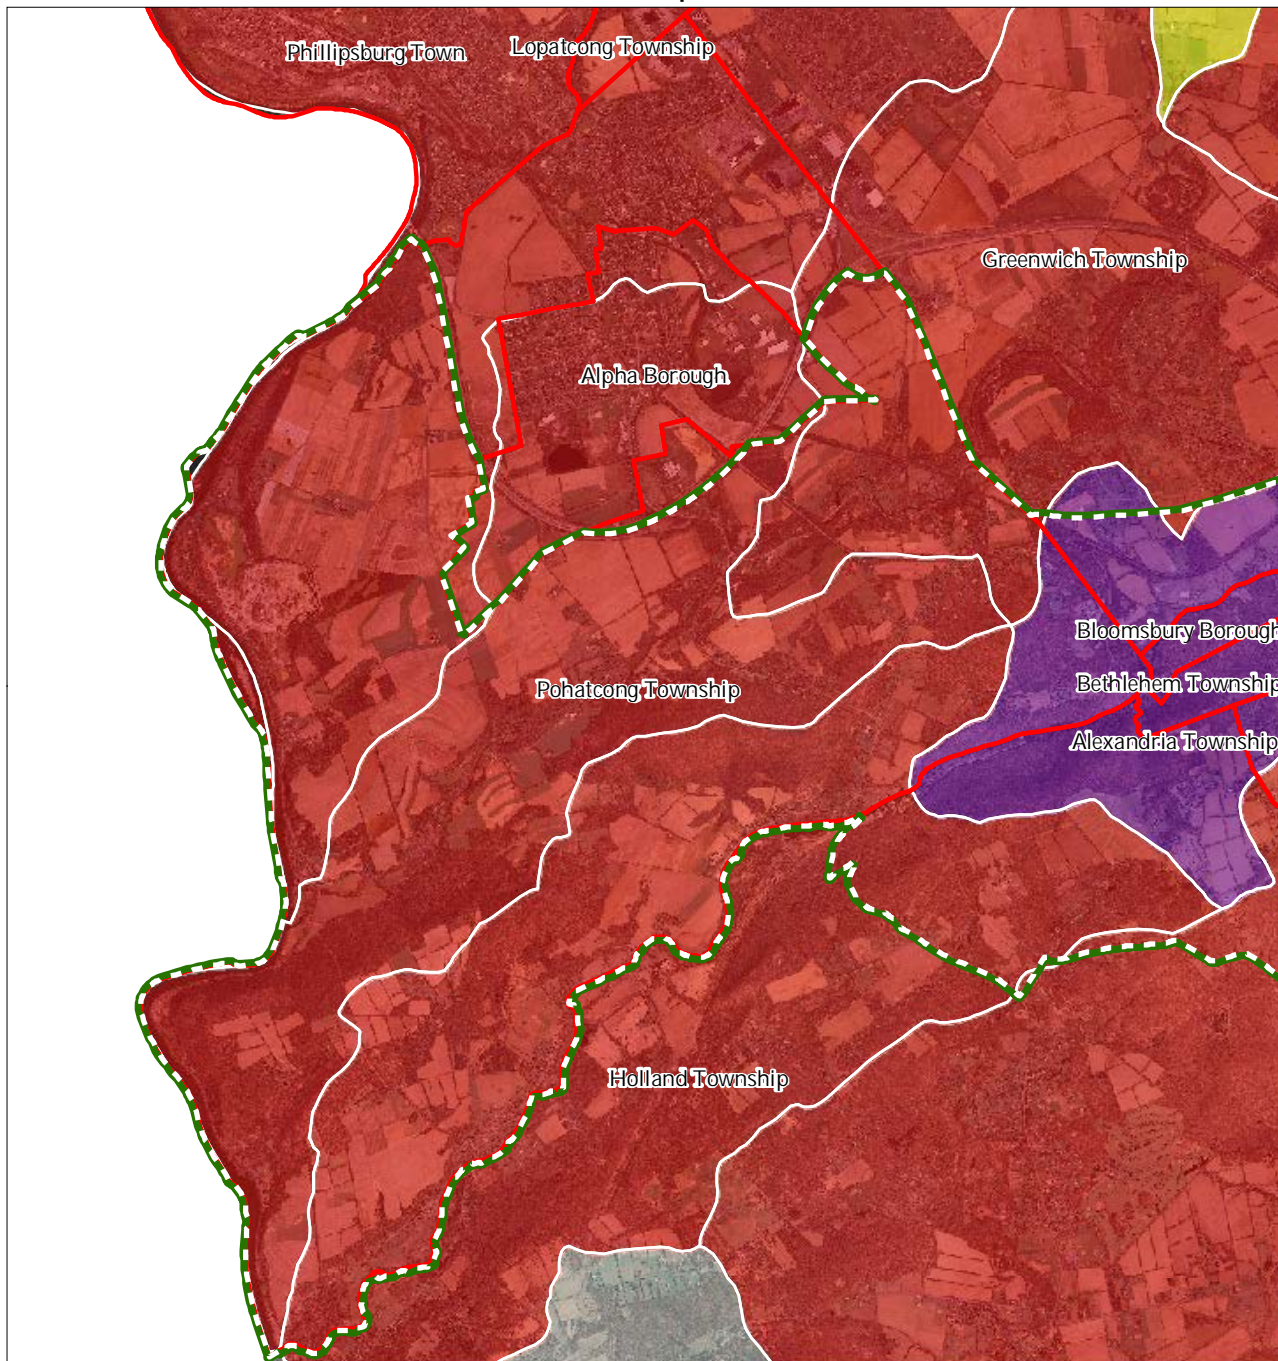 Phillipsburg Town
Lopatcong Township
Greenwich Township
Alpha Borough
Bloomsbury Borough
Pohatcong Township
Bethlehem Township
Alexandria Township
Holland Township